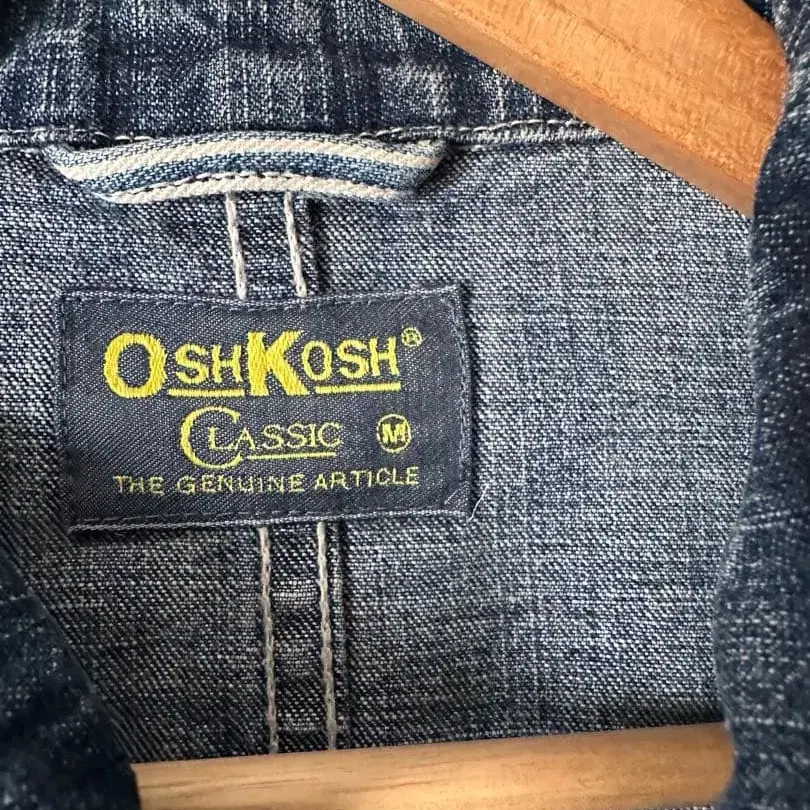 OSHKOSH®
CLASSIC M
THE GENUINE ARTICLE